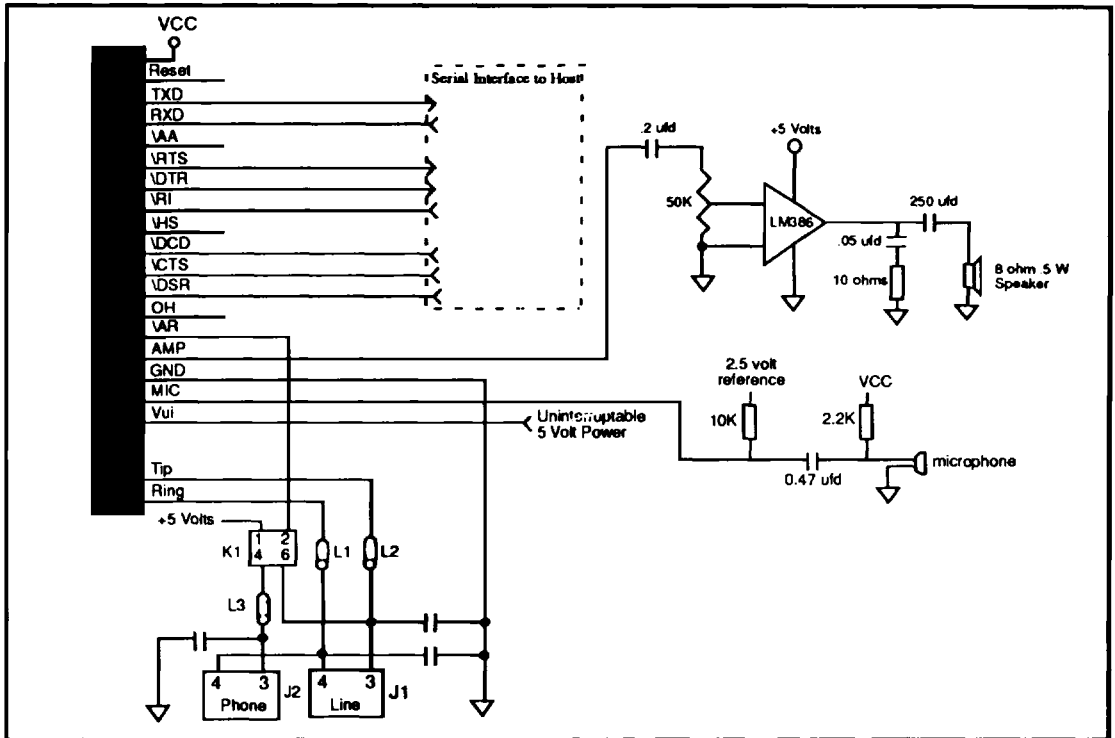 VCC
Reset
Serial Interface to Host
TXD
RXD
\AA
\RTS
\DTR
\RI
\HS
\DCD
\CTS
\DSR
OH
\AR
AMP
GND
MIC
Vui
Uninterruptable
5 Volt Power
Tip
Ring
+5 Volts
K1
1 2
4 6
L1
L2
L3
4 3
Phone
J2
4 3
Line
J1
.2 ufd
+5 Volts
50K
LM386
250 ufd
.05 ufd
10 ohms
8 ohm .5 W
Speaker
2.5 volt
reference
VCC
10K
2.2K
0.47 ufd
microphone